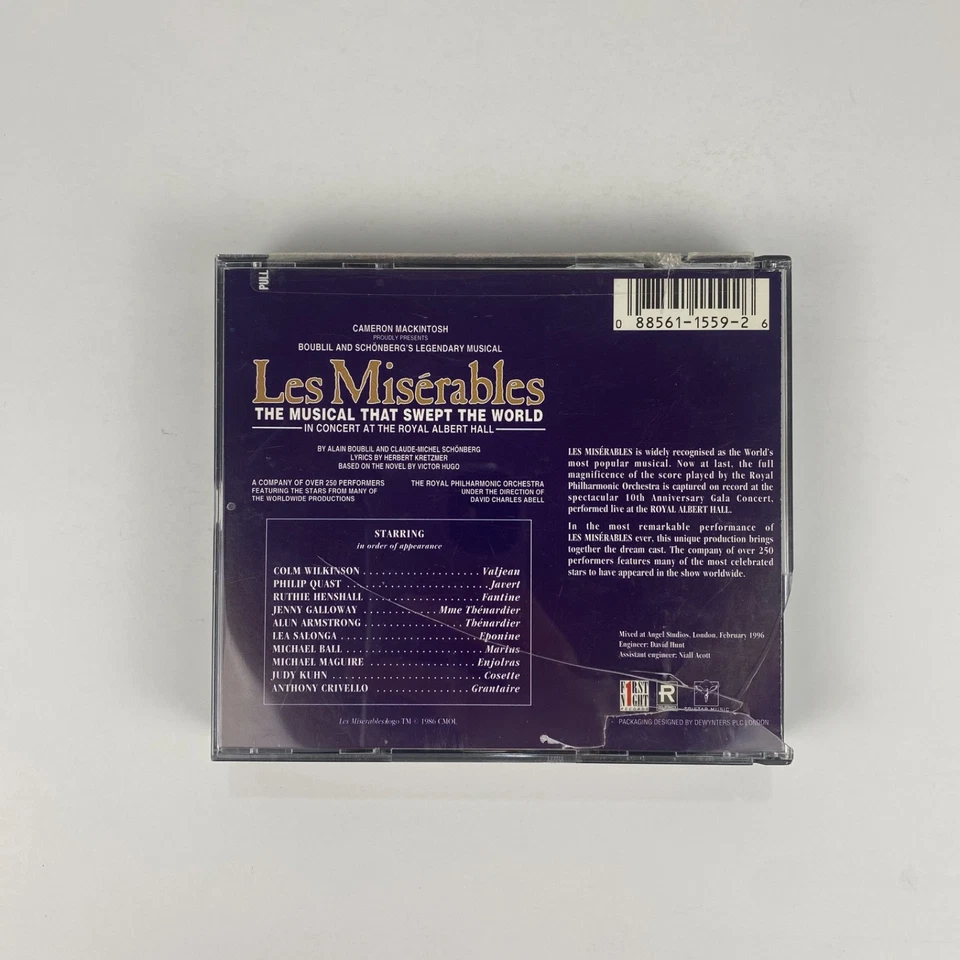 PULL
0 88561-1559-2 6
CAMERON MACKINTOSH
PROUDLY PRESENTS
BOUBLIL AND SCHÖNBERG'S LEGENDARY MUSICAL
Les Misérables
THE MUSICAL THAT SWEPT THE WORLD
IN CONCERT AT THE ROYAL ALBERT HALL
BY ALAIN BOUBLIL AND CLAUDE-MICHEL SCHÖNBERG
LYRICS BY HERBERT KRETZMER
BASED ON THE NOVEL BY VICTOR HUGO
A COMPANY OF OVER 250 PERFORMERS
FEATURING THE STARS FROM MANY OF
THE WORLDWIDE PRODUCTIONS
THE ROYAL PHILHARMONIC ORCHESTRA
UNDER THE DIRECTION OF
DAVID CHARLES ABELL
STARRING
in order of appearance
COLM WILKINSON . . . . . . . . . . . . . . . . . . . Valjean
PHILIP QUAST . . . . . . . . . . . . . . . . . . . . . . . Javert
RUTHIE HENSHALL . . . . . . . . . . . . . . . . . . . Fantine
JENNY GALLOWAY . . . . . . . . . . . . Mme Thénardier
ALUN ARMSTRONG . . . . . . . . . . . . . . . . Thénardier
LEA SALONGA . . . . . . . . . . . . . . . . . . . . . . Eponine
MICHAEL BALL . . . . . . . . . . . . . . . . . . . . . . Marius
MICHAEL MAGUIRE . . . . . . . . . . . . . . . . . . Enjolras
JUDY KUHN . . . . . . . . . . . . . . . . . . . . . . . . Cosette
ANTHONY CRIVELLO . . . . . . . . . . . . . . . . Grantaire
Les Misérables logo TM © 1986 CMOL
LES MISÉRABLES is widely recognised as the World's
most popular musical. Now at last, the full
magnificence of the score played by the Royal
Philharmonic Orchestra is captured on record at the
spectacular 10th Anniversary Gala Concert,
performed live at the ROYAL ALBERT HALL.
In the most remarkable performance of
LES MISÉRABLES ever, this unique production brings
together the dream cast. The company of over 250
performers features many of the most celebrated
stars to have appeared in the show worldwide.
Mixed at Angel Studios, London, February 1996
Engineer: David Hunt
Assistant engineer: Niall Acott
F1RST NIGHT RECORDS
R
MUSIC
PACKAGING DESIGNED BY DEWYNTERS PLC LONDON